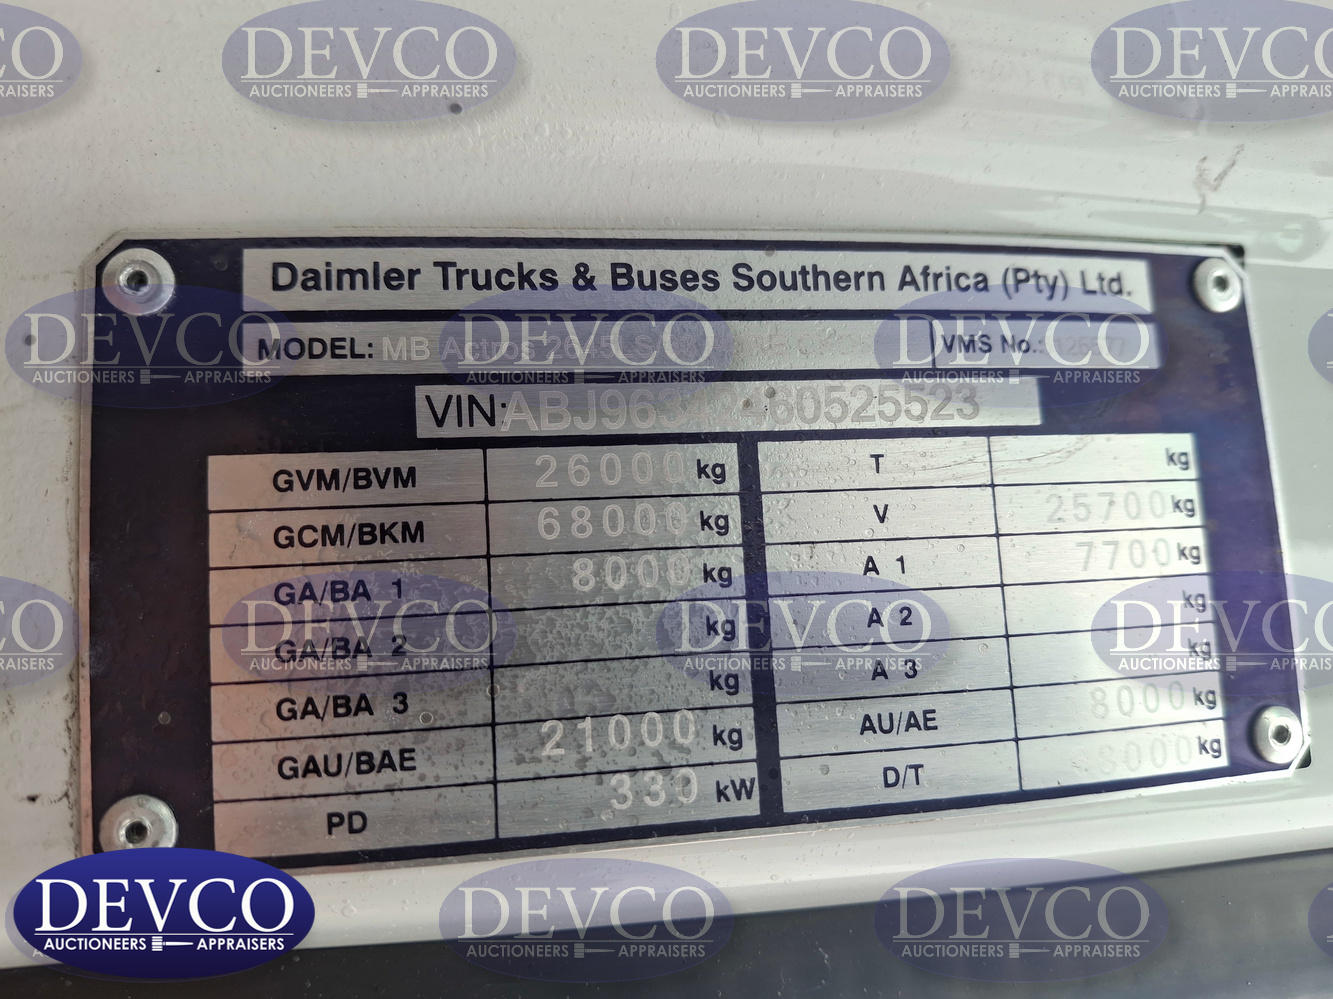 Daimler Trucks & Buses Southern Africa (Pty) Ltd.
MODEL: MB Actros VMS No.:
VIN:
GVM/BVM 26000 kg T kg
GCM/BKM 68000 kg V 25700 kg
GA/BA 1 8000 kg A 1 7700 kg
GA/BA 2 kg A 2 kg
GA/BA 3 kg A 3 kg
GAU/BAE 21000 kg AU/AE 8000 kg
PD 330 kW D/T kg
DEVCO
AUCTIONEERS APPRAISERS